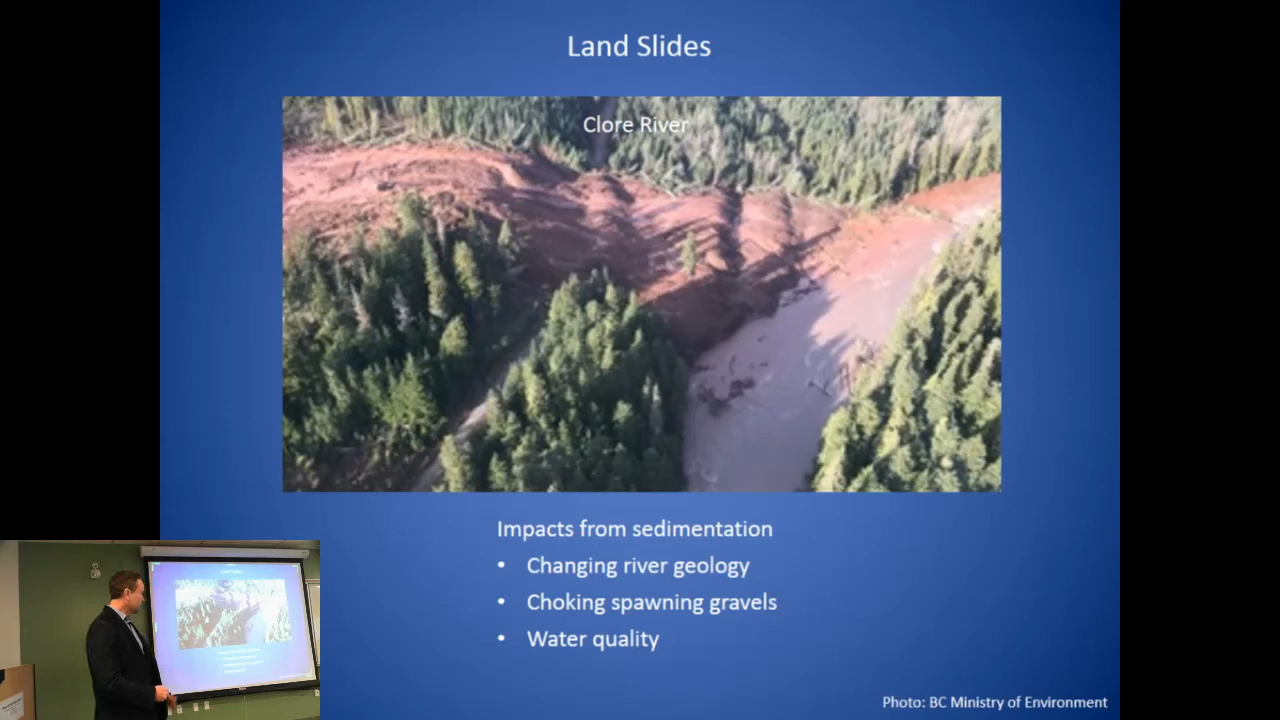 Land Slides
Clore River
Impacts from sedimentation
• Changing river geology
• Choking spawning gravels
• Water quality
Photo: BC Ministry of Environment